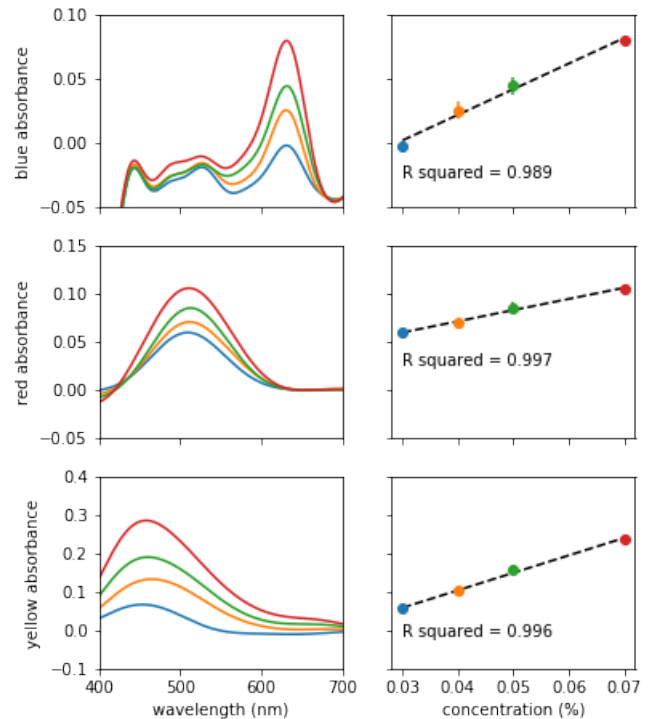 0.10
0.05
0.00
−0.05
blue absorbance
R squared = 0.989
0.15
0.10
0.05
0.00
−0.05
red absorbance
R squared = 0.997
0.4
0.3
0.2
0.1
0.0
−0.1
yellow absorbance
R squared = 0.996
400 500 600 700
wavelength (nm)
0.03 0.04 0.05 0.06 0.07
concentration (%)